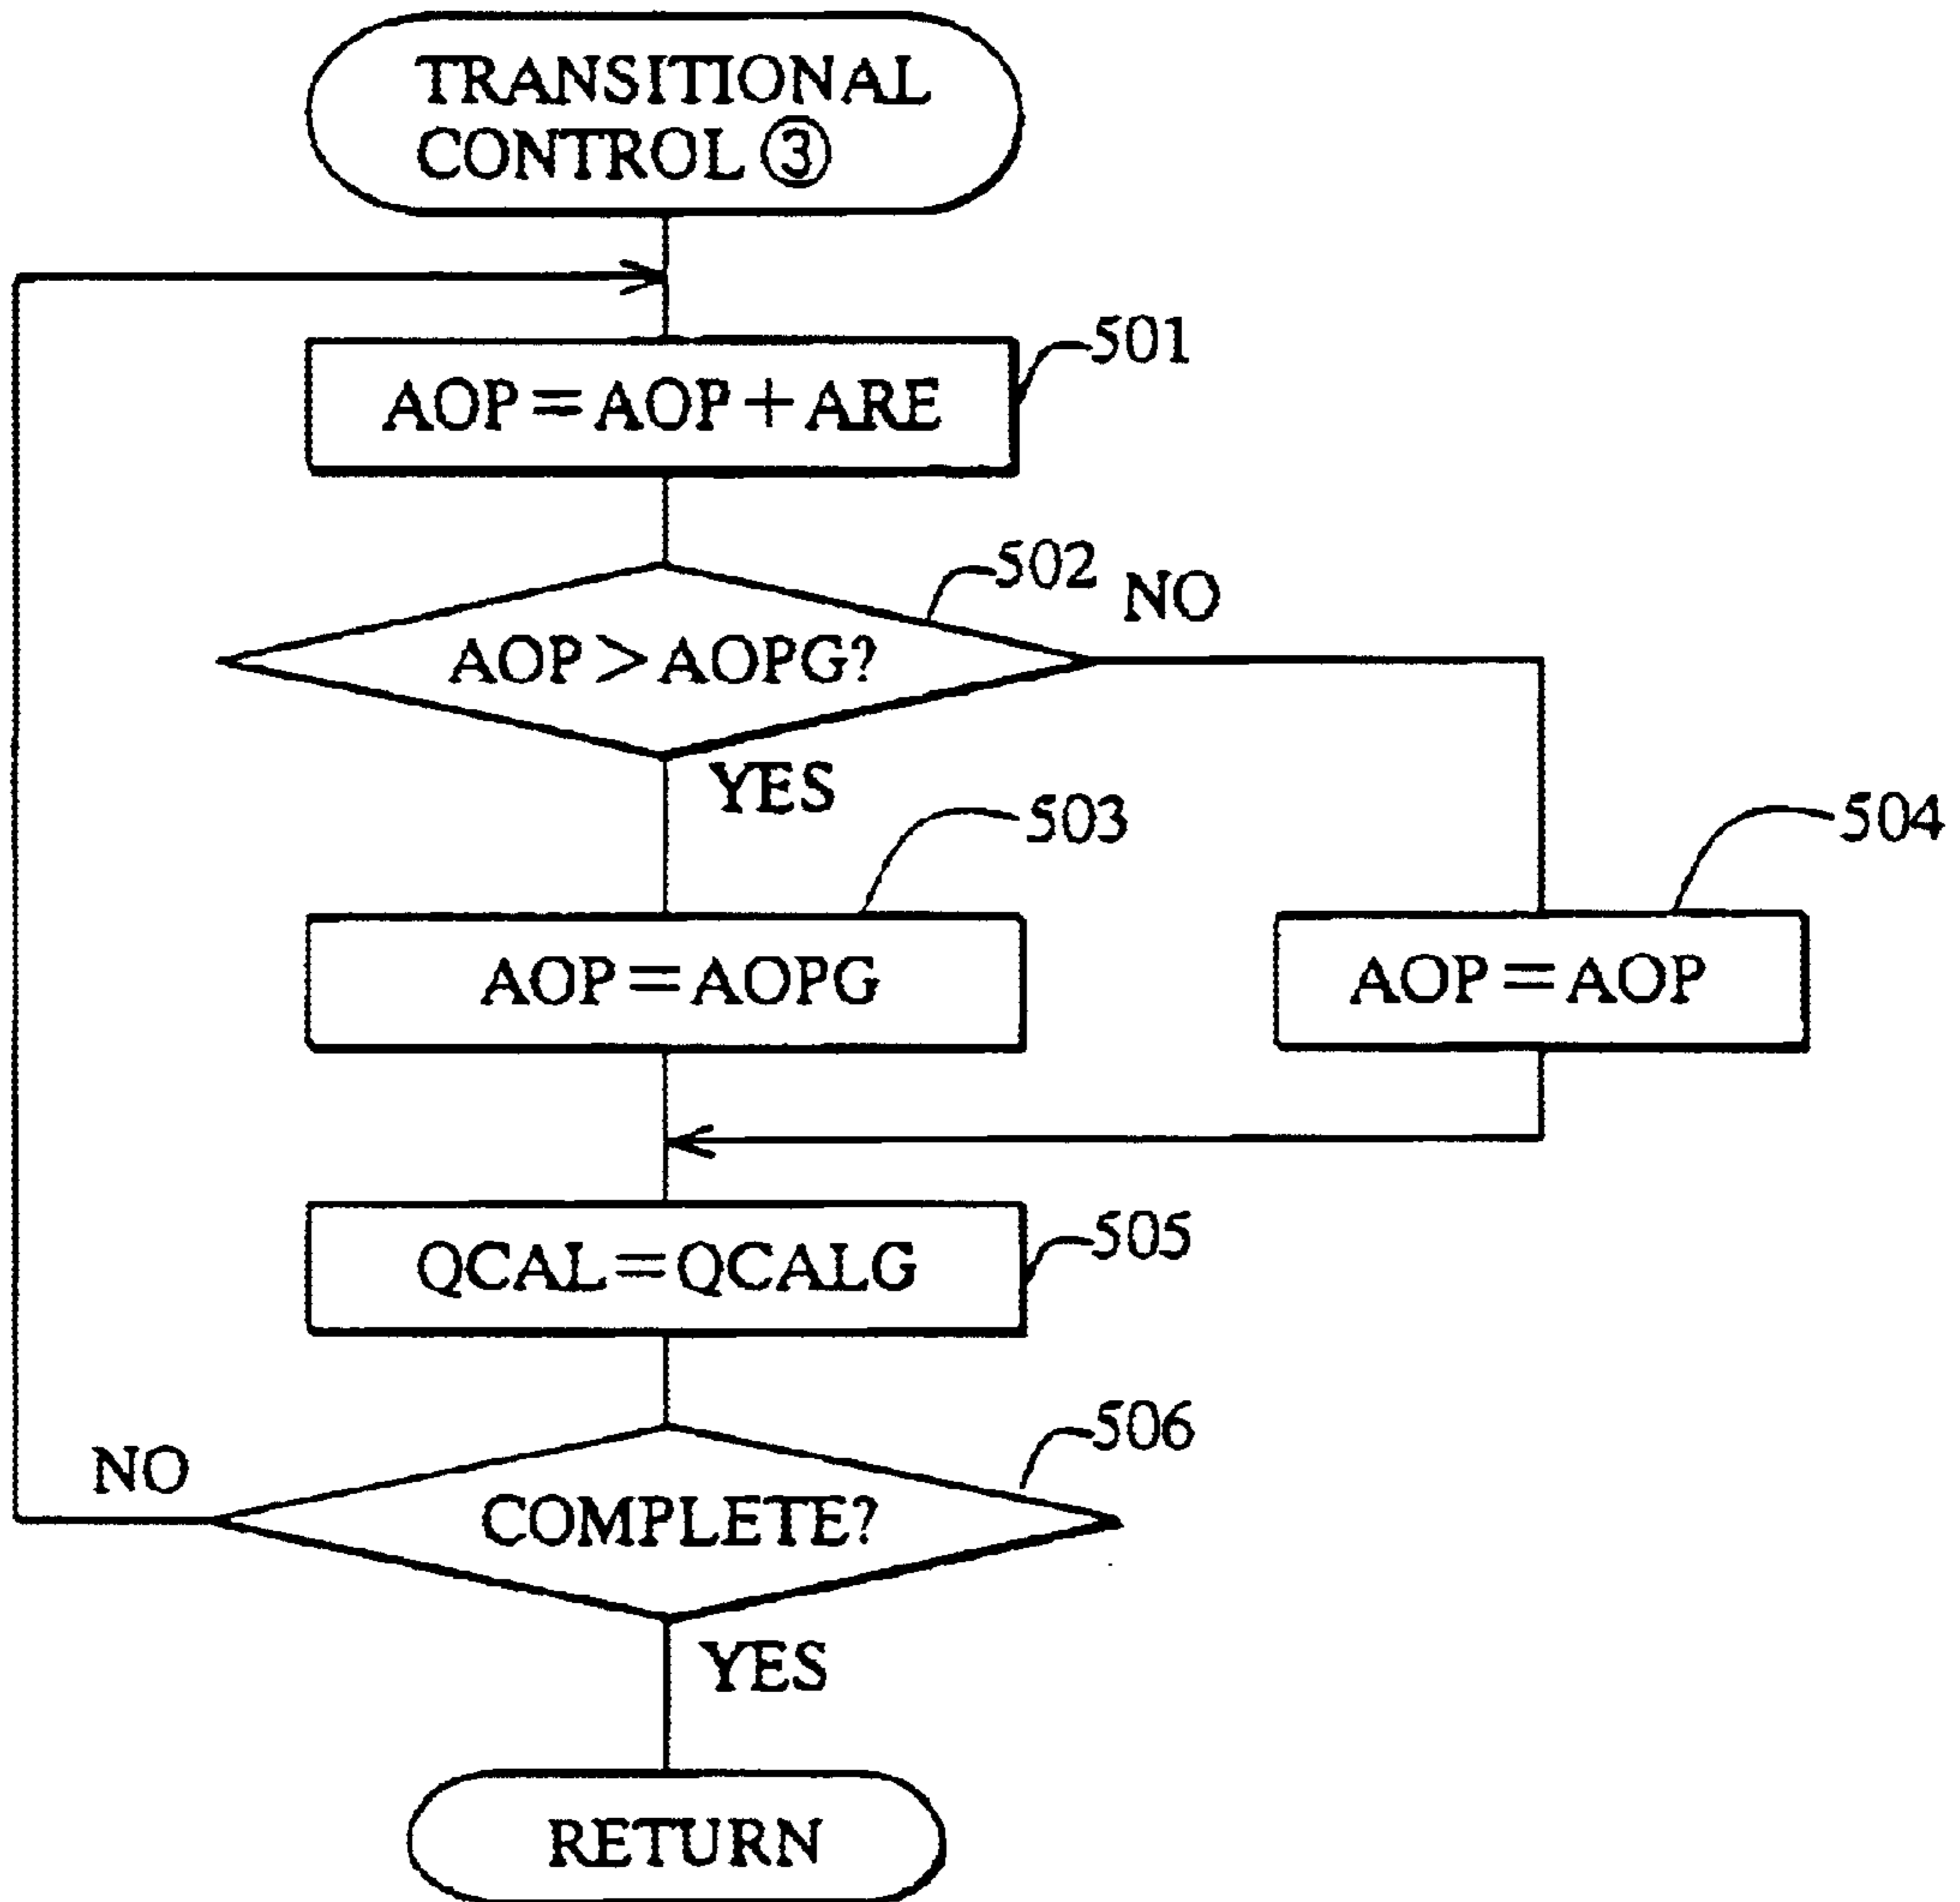 TRANSITIONAL
CONTROL ③
501
AOP=AOP+ARE
502
NO
AOP>AOPG?
YES
503
504
AOP=AOPG
AOP=AOP
505
QCAL=QCALG
506
NO
COMPLETE?
YES
RETURN